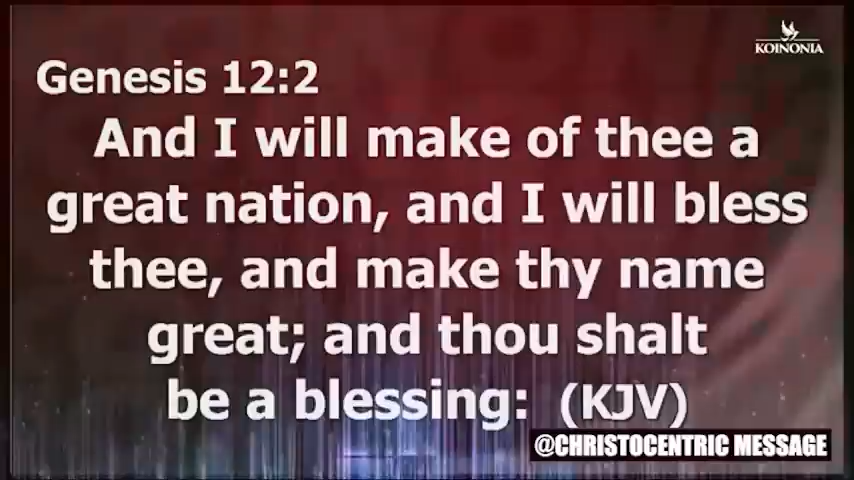 KOINONIA
Genesis 12:2
And I will make of thee a
great nation, and I will bless
thee, and make thy name
great; and thou shalt
be a blessing: (KJV)
@CHRISTOCENTRIC MESSAGE